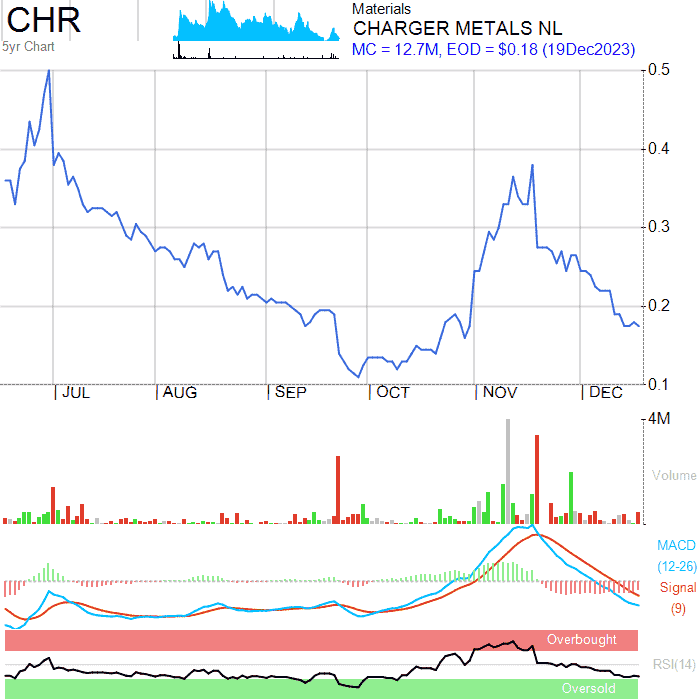 CHR
5yr Chart
Materials
CHARGER METALS NL
MC = 12.7M, EOD = $0.18 (19Dec2023)
0.5
0.4
0.3
0.2
0.1
JUL AUG SEP OCT NOV DEC
4M
Volume
MACD
(12-26)
Signal
(9)
Overbought
RSI(14)
Oversold